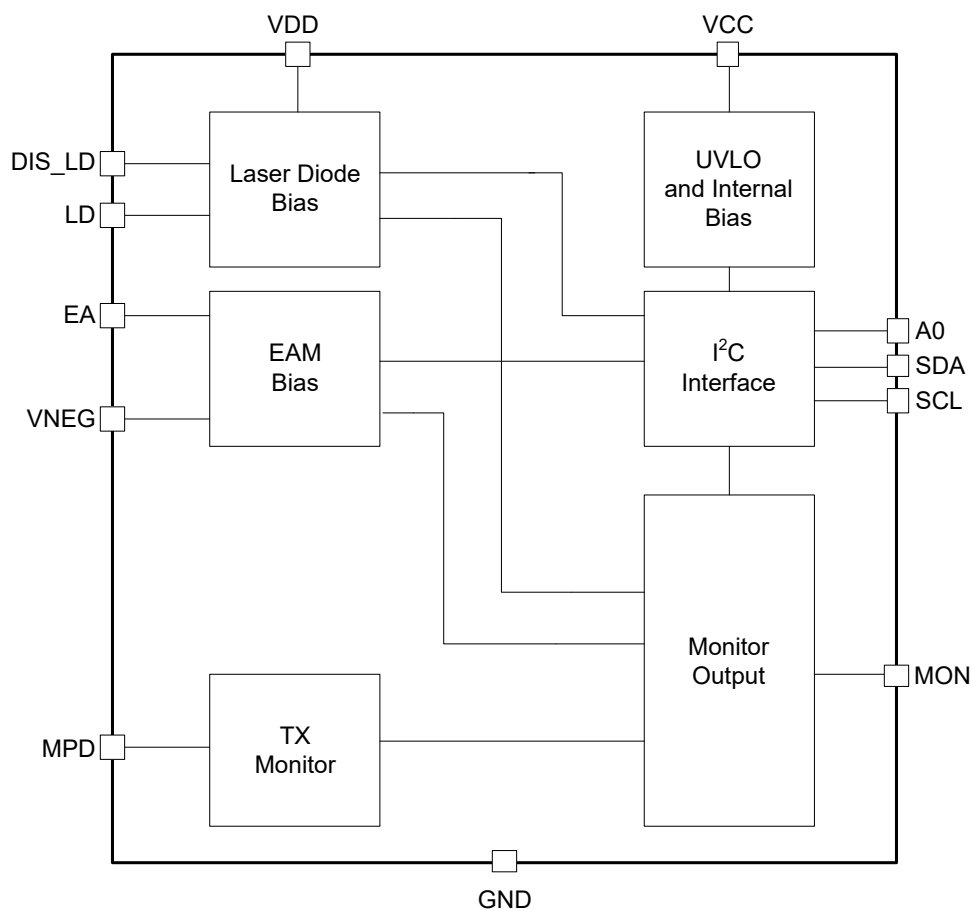 VDD
VCC
DIS_LD
LD
Laser Diode
Bias
UVLO
and Internal
Bias
EA
VNEG
EAM
Bias
I²C
Interface
A0
SDA
SCL
Monitor
Output
MON
MPD
TX
Monitor
GND